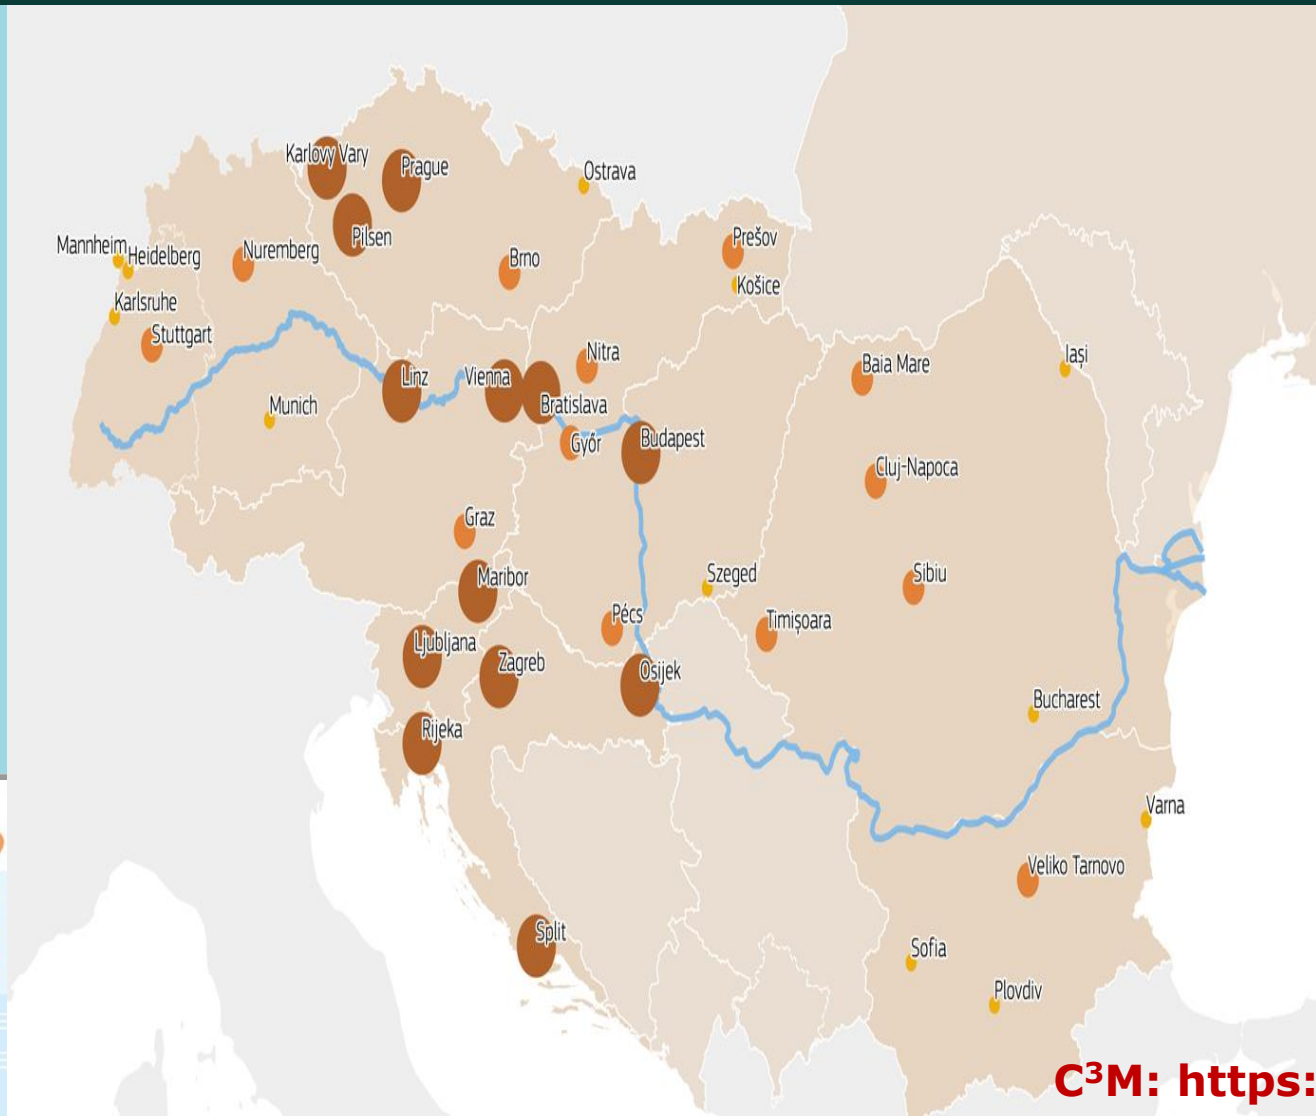 Karlovy Vary
Prague
Ostrava
Pilsen
Mannheim
Heidelberg
Nuremberg
Brno
Prešov
Košice
Karlsruhe
Stuttgart
Nitra
Iași
Baia Mare
Linz
Vienna
Bratislava
Munich
Győr
Budapest
Cluj-Napoca
Graz
Maribor
Szeged
Sibiu
Pécs
Timișoara
Ljubljana
Zagreb
Osijek
Bucharest
Rijeka
Varna
Veliko Tarnovo
Split
Sofia
Plovdiv
C³M: https: